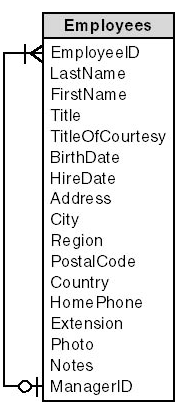 Employees
EmployeeID
LastName
FirstName
Title
TitleOfCourtesy
BirthDate
HireDate
Address
City
Region
PostalCode
Country
HomePhone
Extension
Photo
Notes
ManagerID